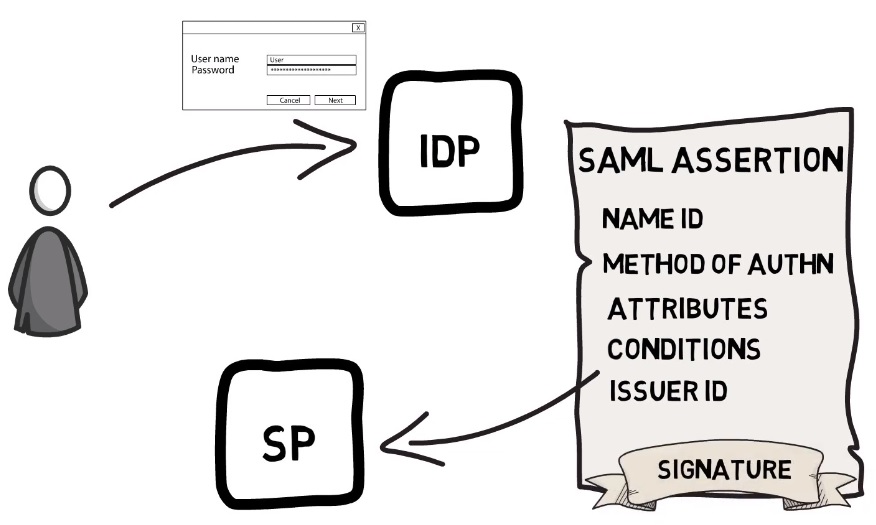 X
User name
User
Password
********************
Cancel
Next
IDP
SAML ASSERTION
NAME ID
METHOD OF AUTHN
ATTRIBUTES
CONDITIONS
ISSUER ID
SIGNATURE
SP